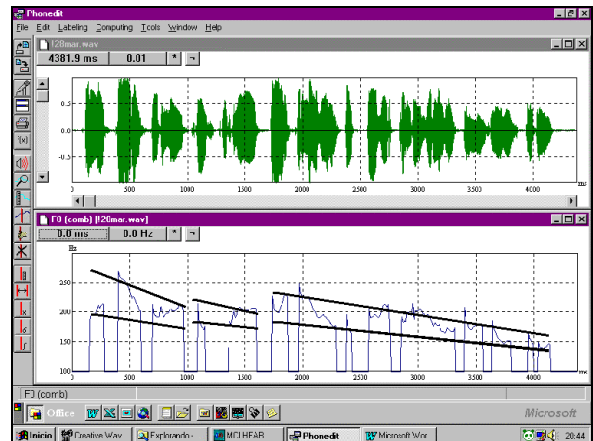 Phonedit
File Edit Labeling Computing Tools Window Help
f20mar.wav
4381.9 ms 0.01 * ¬
0.5
0.0
-0.5
0 500 1000 1500 2000 2500 3000 3500 4000
ms
F0 (comb) [f20mar.wav]
0.0 ms 0.0 Hz * ¬
Hz
250
200
150
100
0 500 1000 1500 2000 2500 3000 3500 4000
ms
F0 (comb)
Office Microsoft
Inicio Creative Wav Explorando - MCI HEAR Phonedit Microsoft Wor 20:44